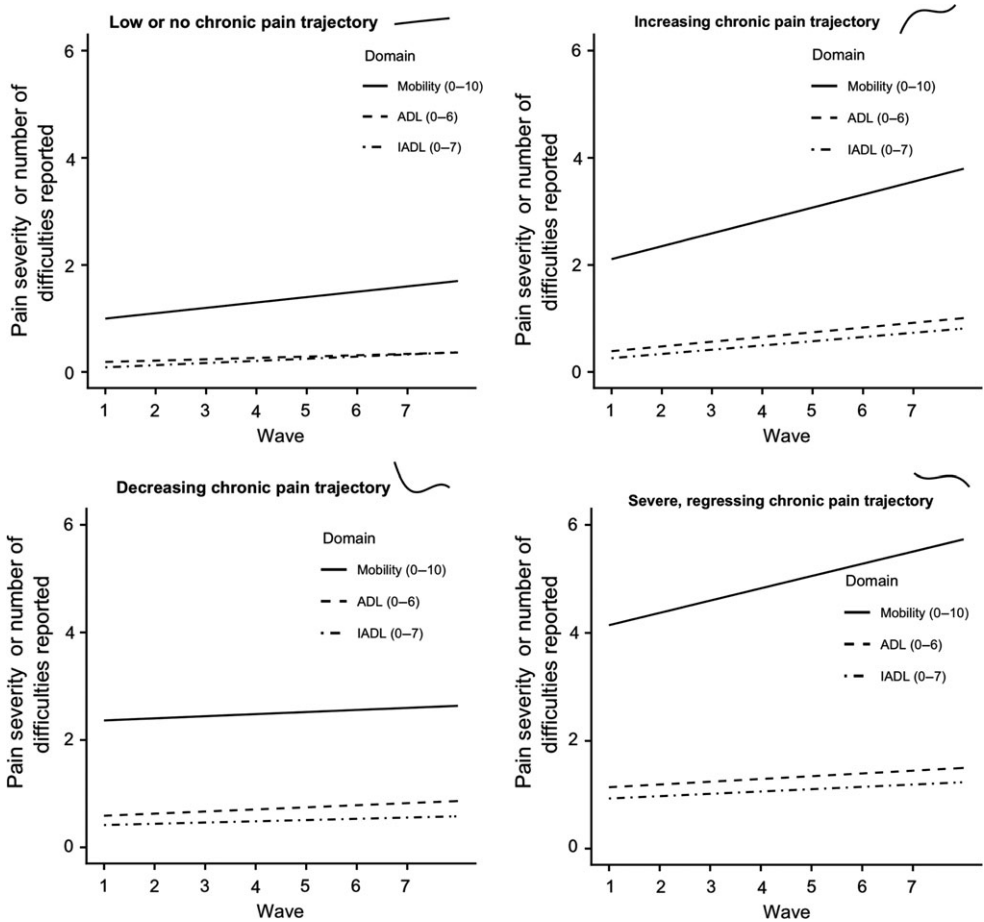 Low or no chronic pain trajectory
6
4
2
0
Pain severity or number of
difficulties reported
Domain
Mobility (0–10)
ADL (0–6)
IADL (0–7)
1 2 3 4 5 6 7
Wave
Increasing chronic pain trajectory
6
4
2
0
Pain severity or number of
difficulties reported
Domain
Mobility (0–10)
ADL (0–6)
IADL (0–7)
1 2 3 4 5 6 7
Wave
Decreasing chronic pain trajectory
6
4
2
0
Pain severity or number of
difficulties reported
Domain
Mobility (0–10)
ADL (0–6)
IADL (0–7)
1 2 3 4 5 6 7
Wave
Severe, regressing chronic pain trajectory
6
4
2
0
Pain severity or number of
difficulties reported
Domain
Mobility (0–10)
ADL (0–6)
IADL (0–7)
1 2 3 4 5 6 7
Wave